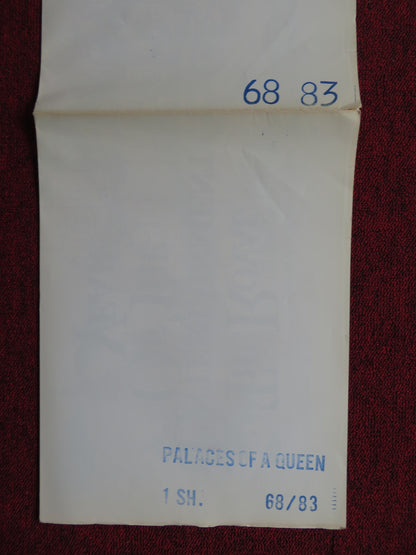 68 83
PALACES OF A QUEEN
1 SH. 68/83